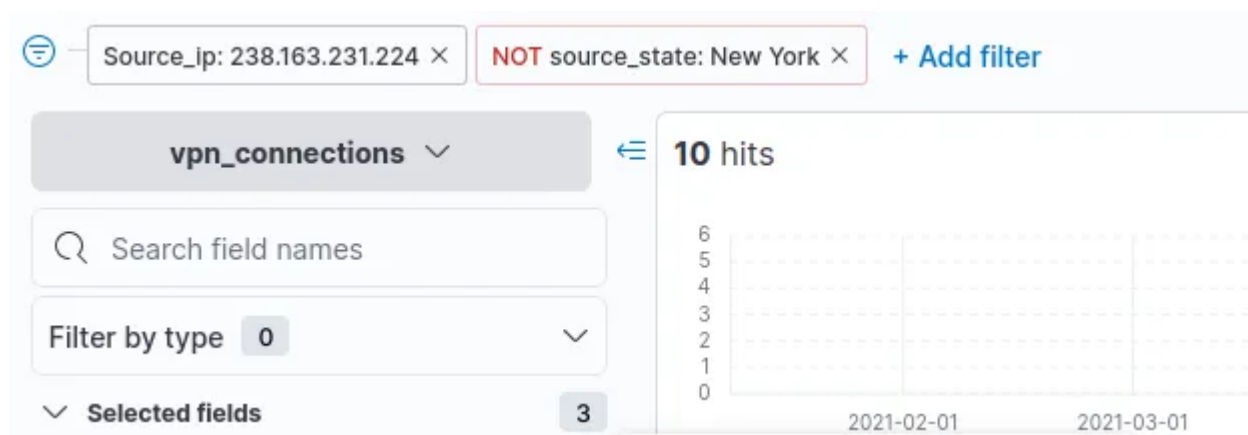 Source_ip: 238.163.231.224 × NOT source_state: New York × + Add filter
vpn_connections
10 hits
Search field names
Filter by type 0
Selected fields 3
6
5
4
3
2
1
0
2021-02-01 2021-03-01